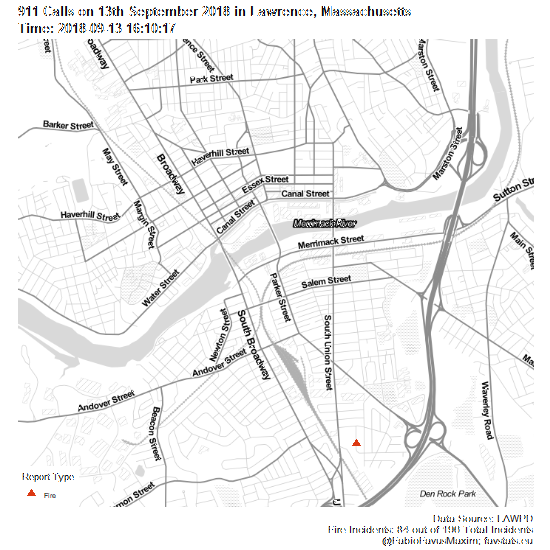 911 Calls on 13th September 2018 in Lawrence, Massachusetts
Time: 2018-09-13 16:10:17
Broadway
Marston Street
Park Street
Barker Street
May Street
Broadway
Haverhill Street
Marston Street
Essex Street
Canal Street
Sutton
Haverhill Street
Margin Street
Canal Street
Merrimack River
Merrimack Street
Main Street
Water Street
Parker Street
Salem Street
Newton Street
South Broadway
South Union Street
Andover Street
Andover Street
Beacon Street
Waverley Road
Report Type
Fire
mon Street
Den Rock Park
Data Source: LAWPD
Fire Incidents: out of Total Incidents
@FabioFavusMaxim; favstats.eu